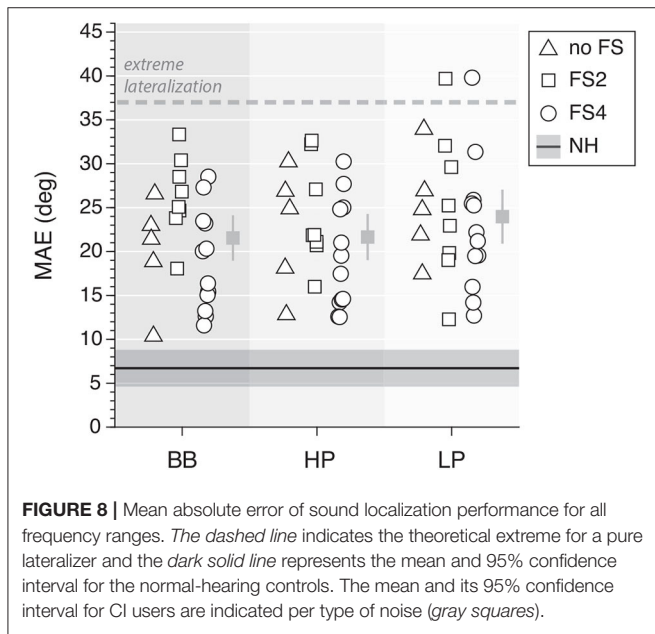 45
40
35
30
25
20
15
10
5
0
MAE (deg)
extreme
lateralization
BB HP LP
no FS
FS2
FS4
NH
FIGURE 8 | Mean absolute error of sound localization performance for all
frequency ranges. The dashed line indicates the theoretical extreme for a pure
lateralizer and the dark solid line represents the mean and 95% confidence
interval for the normal-hearing controls. The mean and its 95% confidence
interval for CI users are indicated per type of noise (gray squares).